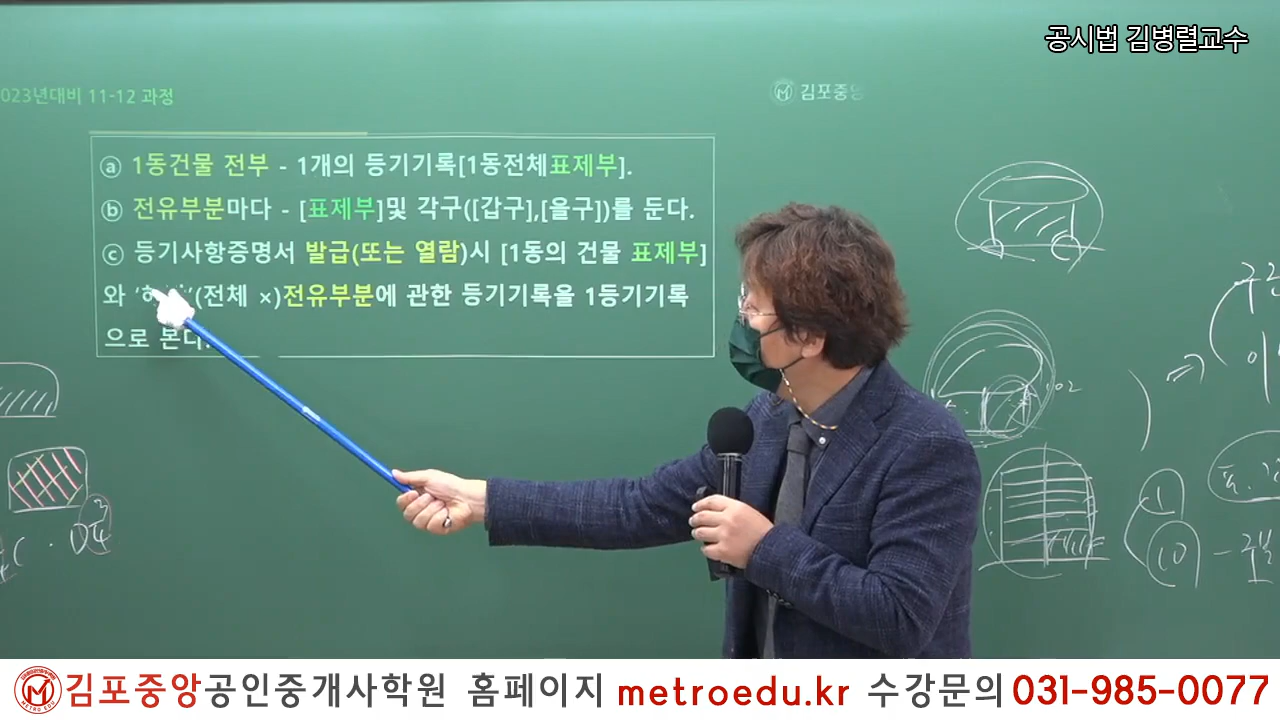 공시법 김병렬교수
023년대비 11-12 과정
김포중앙
ⓐ 1동건물 전부 - 1개의 등기기록[1동전체표제부].
ⓑ 전유부분마다 - [표제부]및 각구([갑구],[을구])를 둔다.
ⓒ 등기사항증명서 발급(또는 열람)시 [1동의 건물 표제부]
와 (전체 ×)전유부분에 관한 등기기록을 1등기기록
으로 본다.
102
1
101
김포중앙공인중개사학원 홈페이지 metroedu.kr 수강문의 031-985-0077
METRO EDU